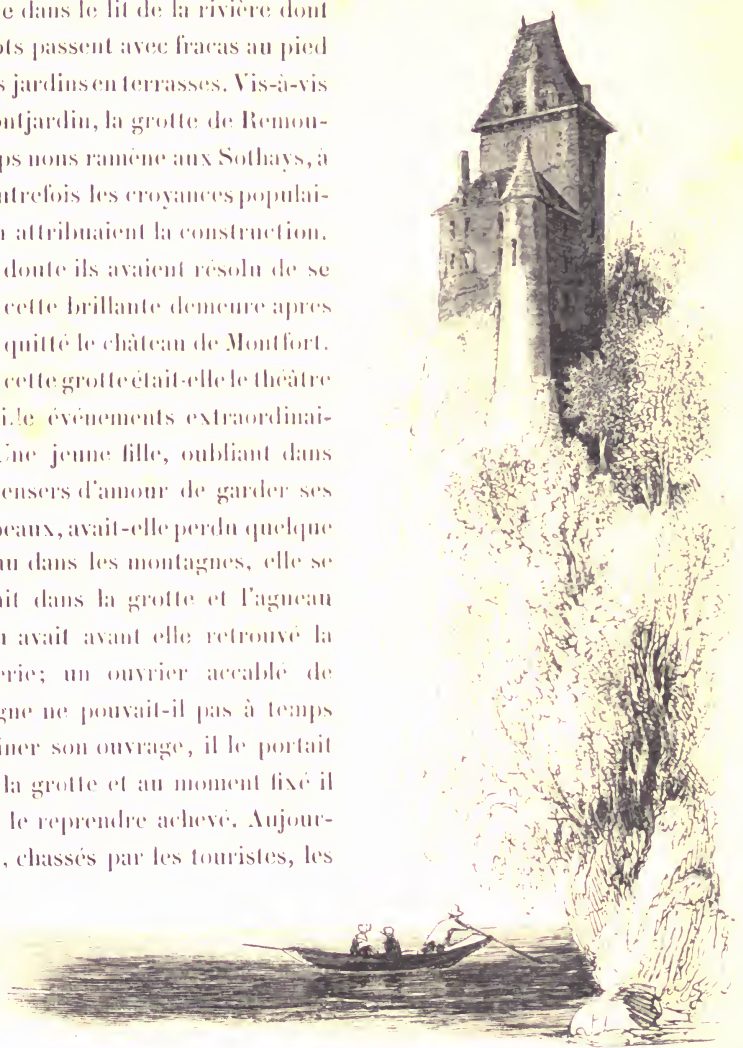 e dans le lit de la rivière dont
ots passent avec fracas au pied
s jardins en terrasses. Vis-à-vis
ontjardin, la grotte de Remou-
ps nous ramène aux Sothays, à
utrefois les croyances populai-
n attribuaient la construction.
doute ils avaient résolu de se
cette brillante demeure après
quitté le château de Montfort.
cette grotte était-elle le théâtre
i de événements extraordinai-
Une jeune fille, oubliant dans
ensers d'amour de garder ses
peaux, avait-elle perdu quelque
au dans les montagnes, elle se
ait dans la grotte et l'agneau
u avait avant elle retrouvé la
erie; un ouvrier accablé de
gne ne pouvait-il pas à temps
iner son ouvrage, il le portait
la grotte et au moment fixé il
le reprendre achevé. Aujour-
, chassés par les touristes, les